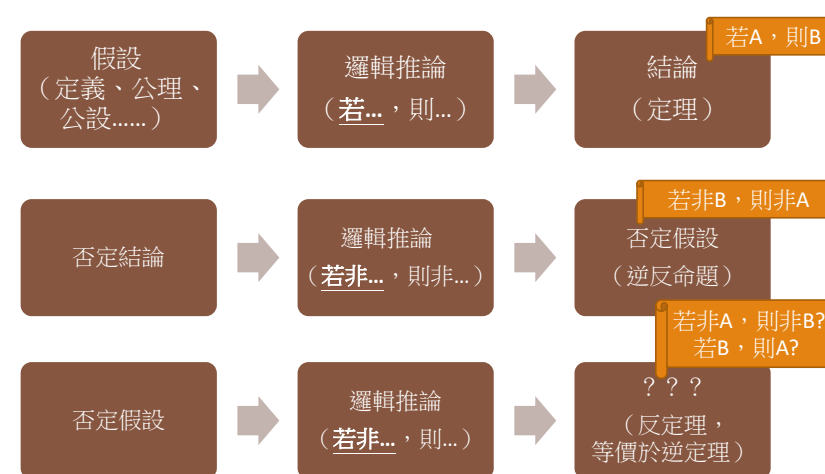 若A，則B
假設
（定義、公理、
公設……）
邏輯推論
（若…，則…）
結論
（定理）
若非B，則非A
否定結論
邏輯推論
（若非…，則非…）
否定假設
（逆反命題）
若非A，則非B?
若B，則A?
否定假設
邏輯推論
（若非…，則…）
？？？
（反定理，
等價於逆定理）